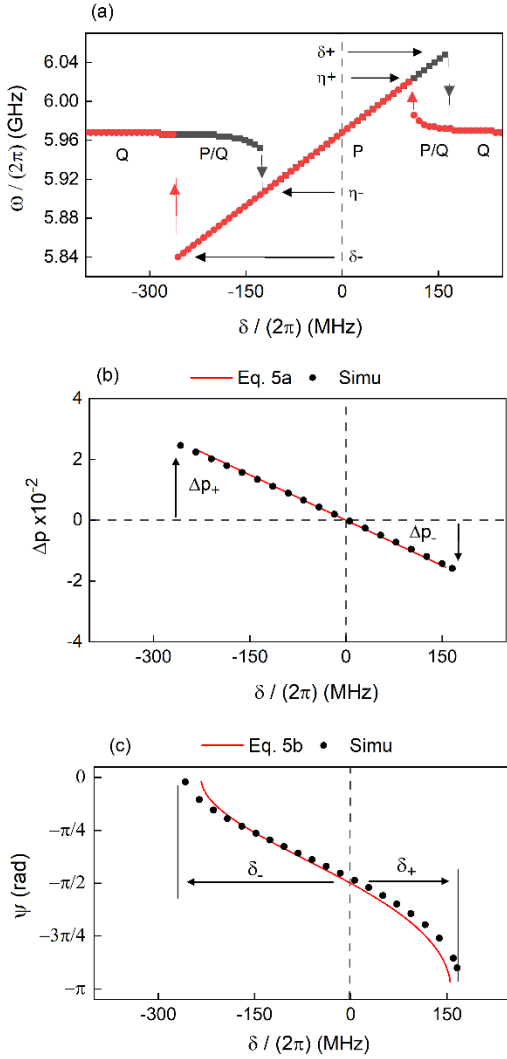 (a)
6.04
6.00
5.96
5.92
5.88
5.84
ω / (2π) (GHz)
δ+
η+
Q
P/Q
P
P/Q
Q
η-
δ-
-300
-150
0
150
δ / (2π) (MHz)
(b)
Eq. 5a
Simu
4
2
0
-2
-4
Δp x10⁻²
Δp₊
Δp₋
-300
-150
0
150
δ / (2π) (MHz)
(c)
Eq. 5b
Simu
0
−π/4
−π/2
−3π/4
−π
ψ (rad)
δ₋
δ₊
-300
-150
0
150
δ / (2π) (MHz)